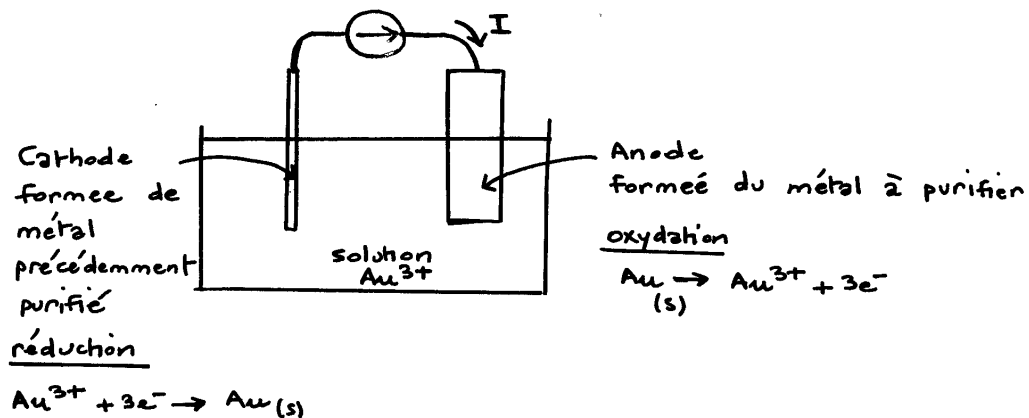 I
Cathode
formee de
métal
précédemment
purifié
réduction
Au³⁺ + 3e⁻ → Au (s)
solution
Au³⁺
Anode
formeé du métal à purifier
oxydation
Au (s) → Au³⁺ + 3e⁻